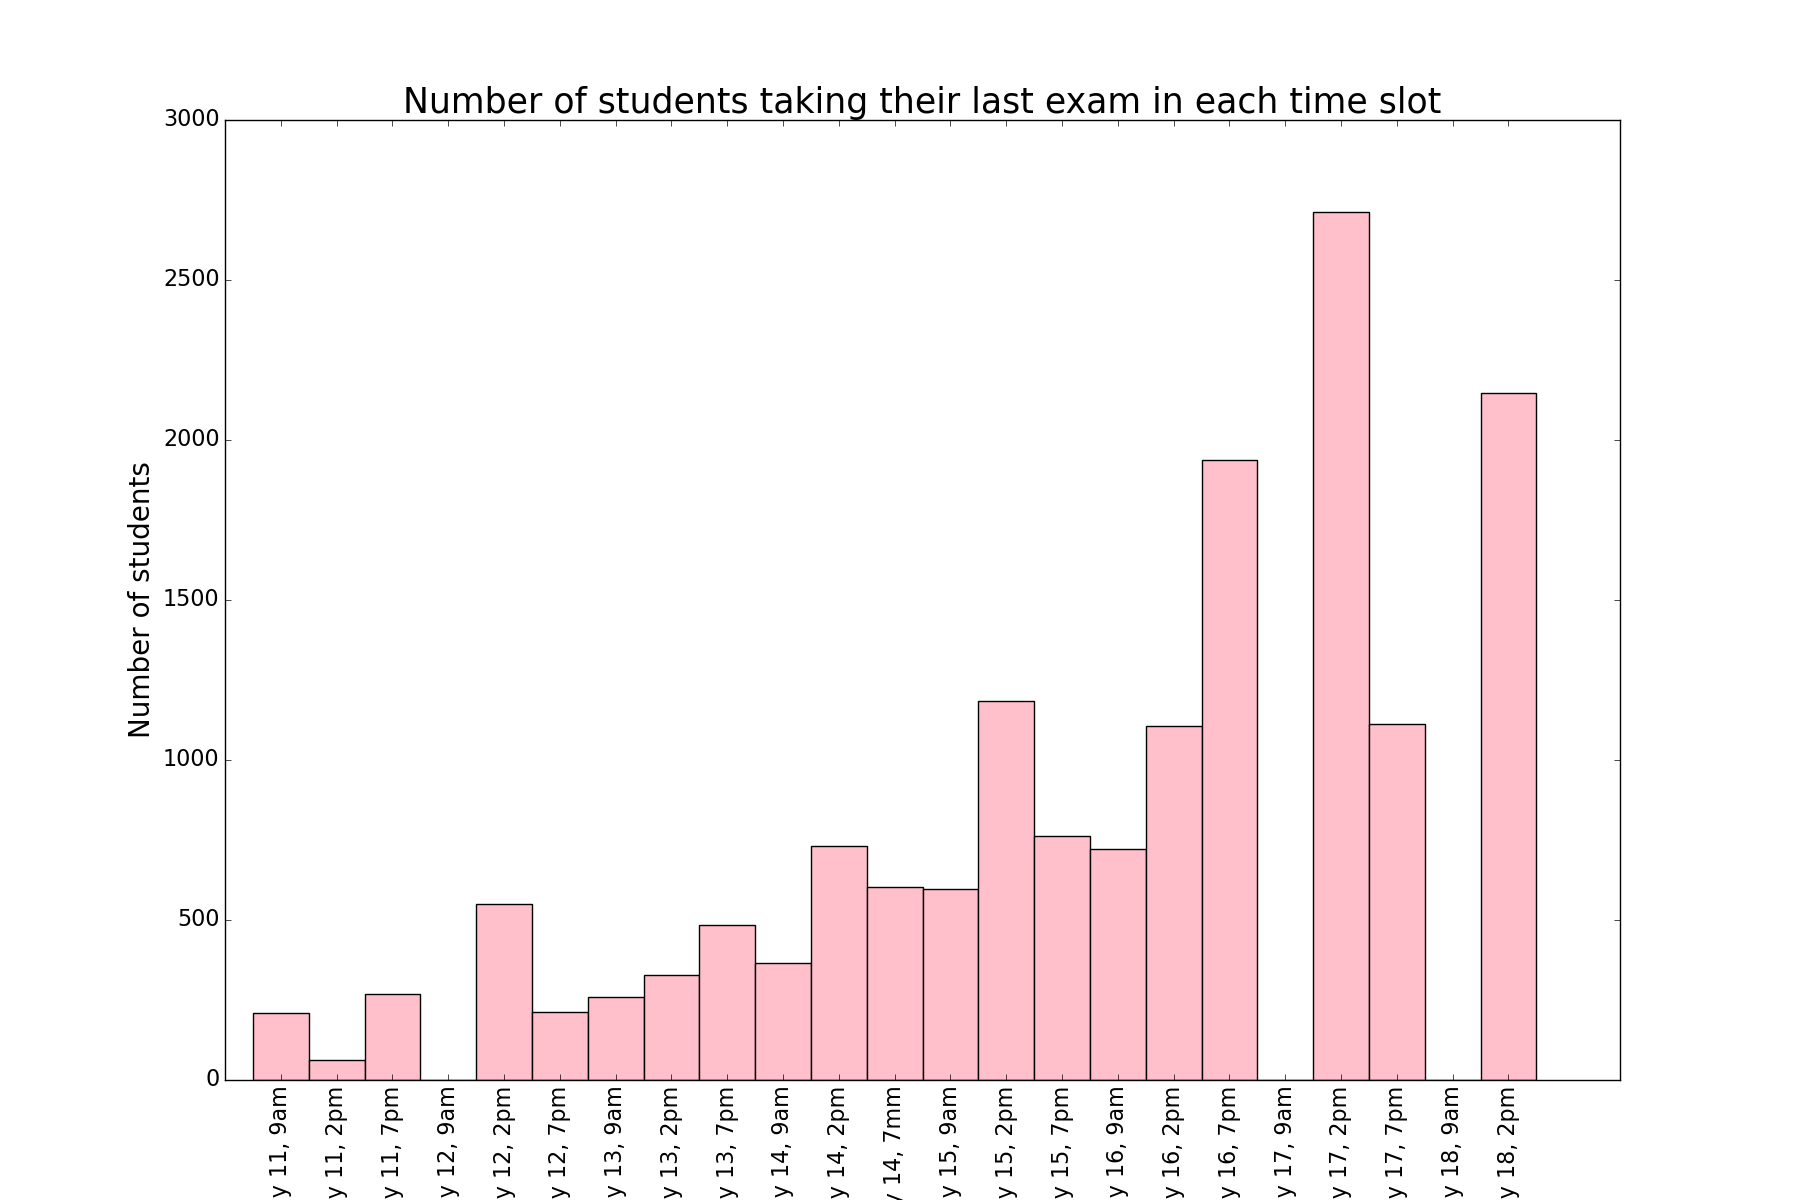 Number of students taking their last exam in each time slot
Number of students
3000
2500
2000
1500
1000
500
0
y 11, 9am
y 11, 2pm
y 11, 7pm
y 12, 9am
y 12, 2pm
y 12, 7pm
y 13, 9am
y 13, 2pm
y 13, 7pm
y 14, 9am
y 14, 2pm
y 14, 7mm
y 15, 9am
y 15, 2pm
y 15, 7pm
y 16, 9am
y 16, 2pm
y 16, 7pm
y 17, 9am
y 17, 2pm
y 17, 7pm
y 18, 9am
y 18, 2pm